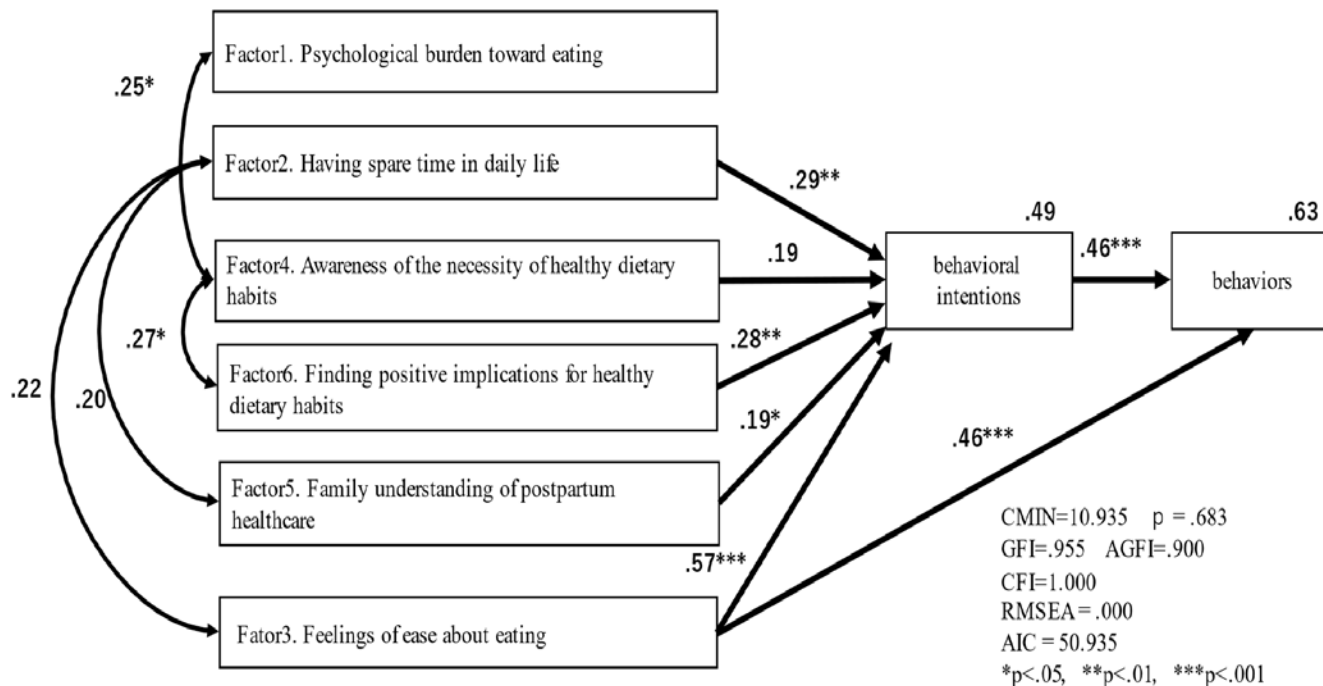 Factor1. Psychological burden toward eating
.25*
Factor2. Having spare time in daily life
.29**
.49
.63
Factor4. Awareness of the necessity of healthy dietary
habits
.19
behavioral
intentions
.46***
behaviors
.27*
.28**
Factor6. Finding positive implications for healthy
dietary habits
.22
.20
.19*
.46***
Factor5. Family understanding of postpartum
healthcare
.57***
Fator3. Feelings of ease about eating
CMIN=10.935 p = .683
GFI=.955 AGFI=.900
CFI=1.000
RMSEA = .000
AIC = 50.935
*p<.05, **p<.01, ***p<.001